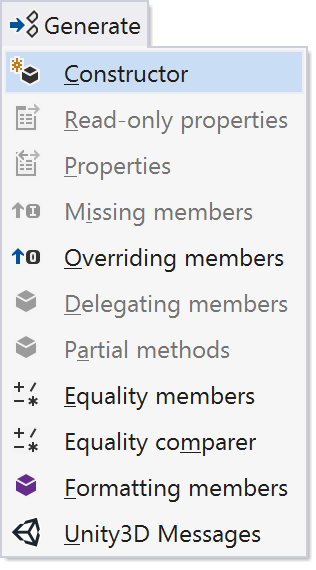 Generate
Constructor
Read-only properties
Properties
Missing members
Overriding members
Delegating members
Partial methods
Equality members
Equality comparer
Formatting members
Unity3D Messages